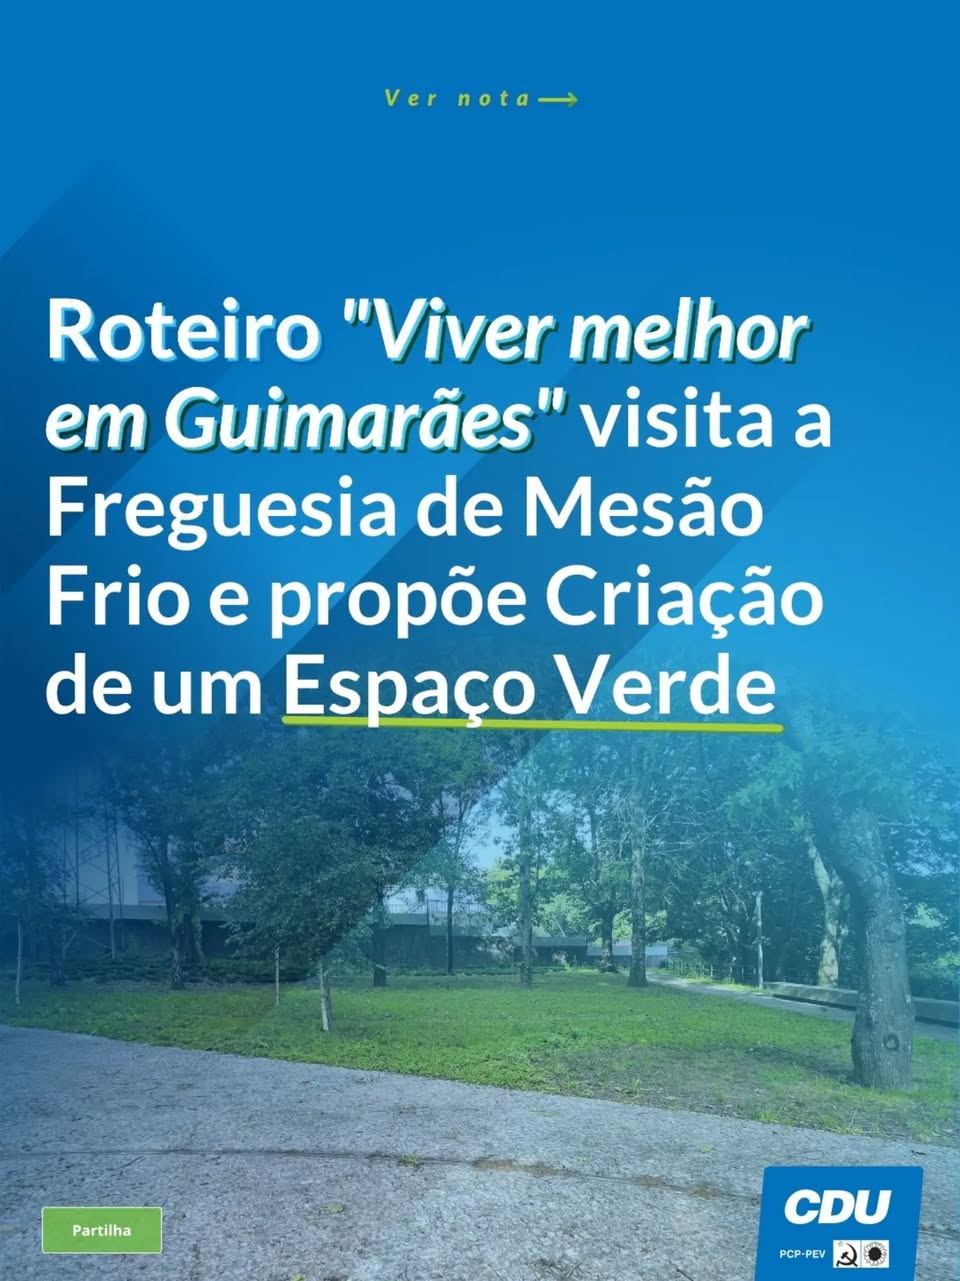 Ver nota
Roteiro "Viver melhor
em Guimarães" visita a
Freguesia de Mesão
Frio e propõe Criação
de um Espaço Verde
Partilha
CDU
PCP-PEV